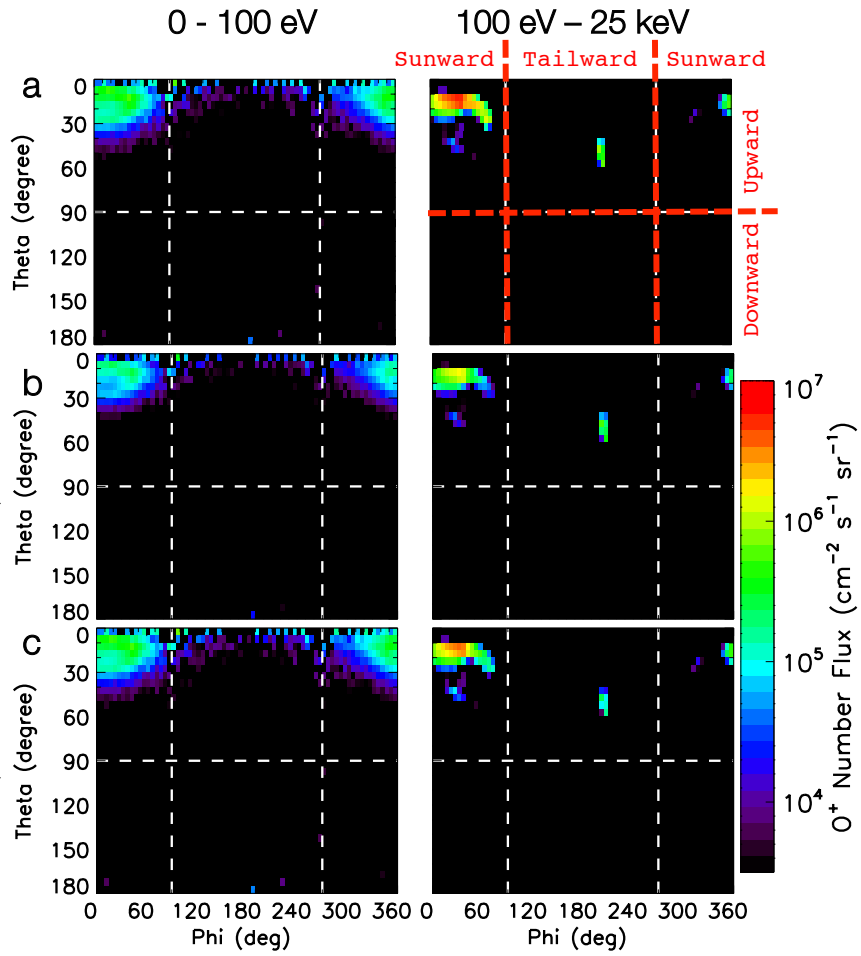 0 - 100 eV
100 eV – 25 keV
Sunward
Tailward
Sunward
a
0
30
60
90
120
150
180
Theta (degree)
Upward
Downward
b
0
30
60
90
120
150
180
Theta (degree)
c
0
30
60
90
120
150
180
Theta (degree)
0 60 120 180 240 300 360
Phi (deg)
0 60 120 180 240 300 360
Phi (deg)
10⁷
10⁶
10⁵
10⁴
O⁺ Number Flux (cm⁻² s⁻¹ sr⁻¹)